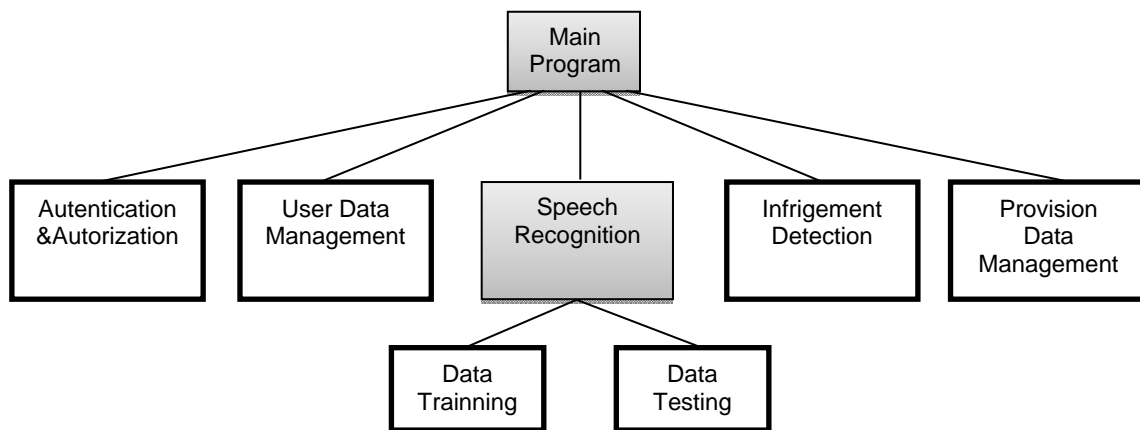 Main
Program
Autentication
&Autorization
User Data
Management
Speech
Recognition
Infrigement
Detection
Provision
Data
Management
Data
Trainning
Data
Testing